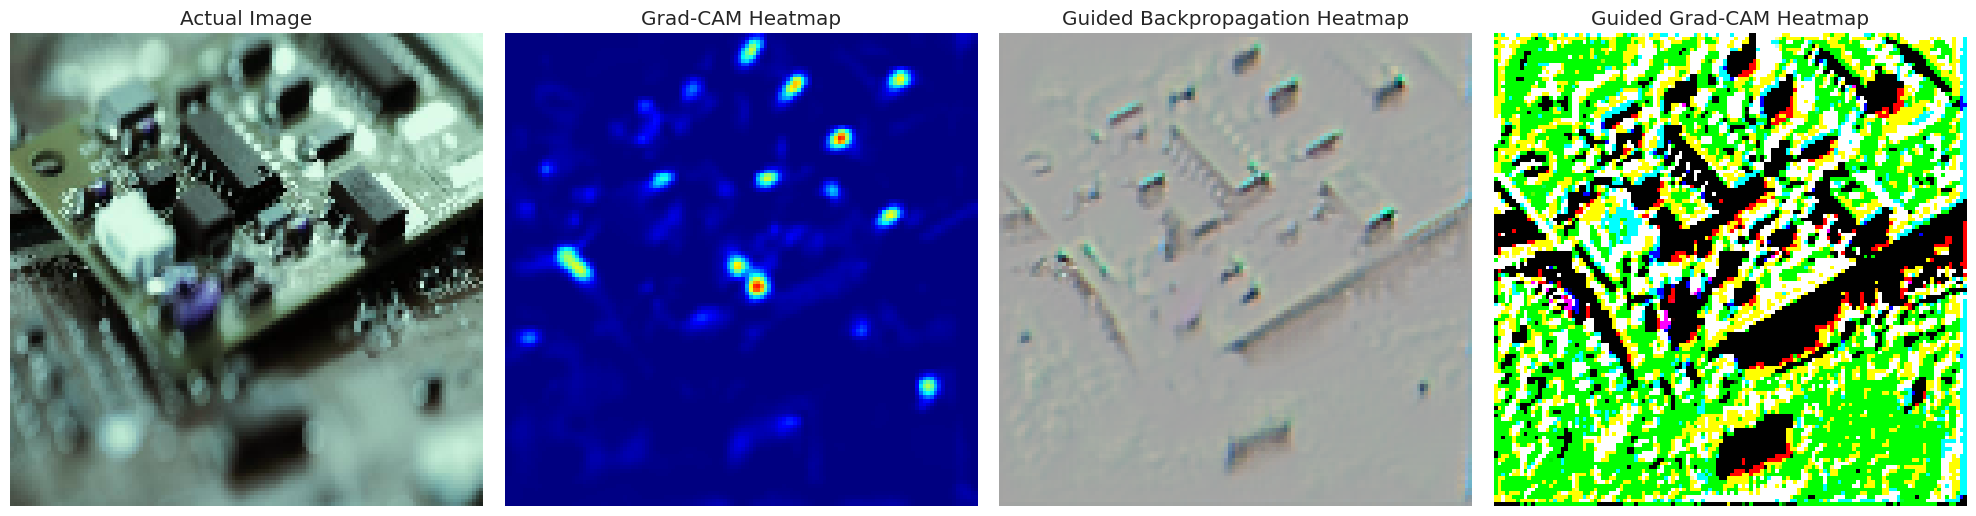 Actual Image
Grad-CAM Heatmap
Guided Backpropagation Heatmap
Guided Grad-CAM Heatmap